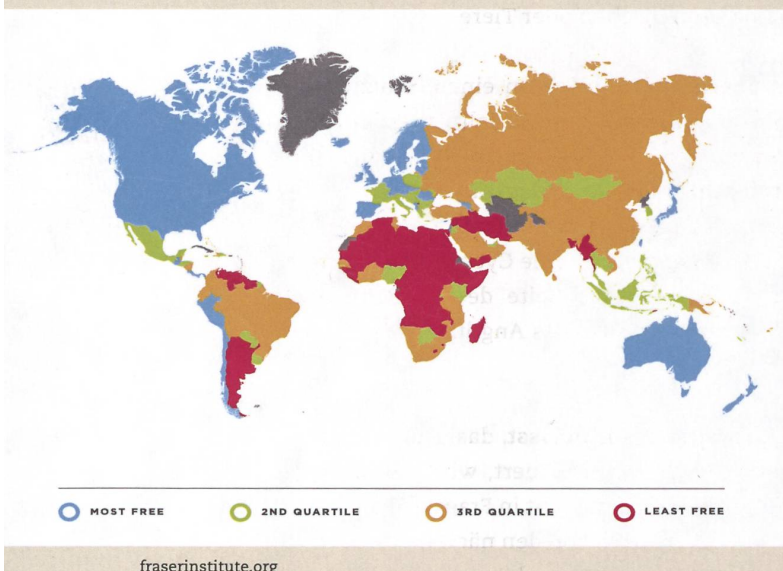 MOST FREE
2ND QUARTILE
3RD QUARTILE
LEAST FREE
fraserinstitute.org